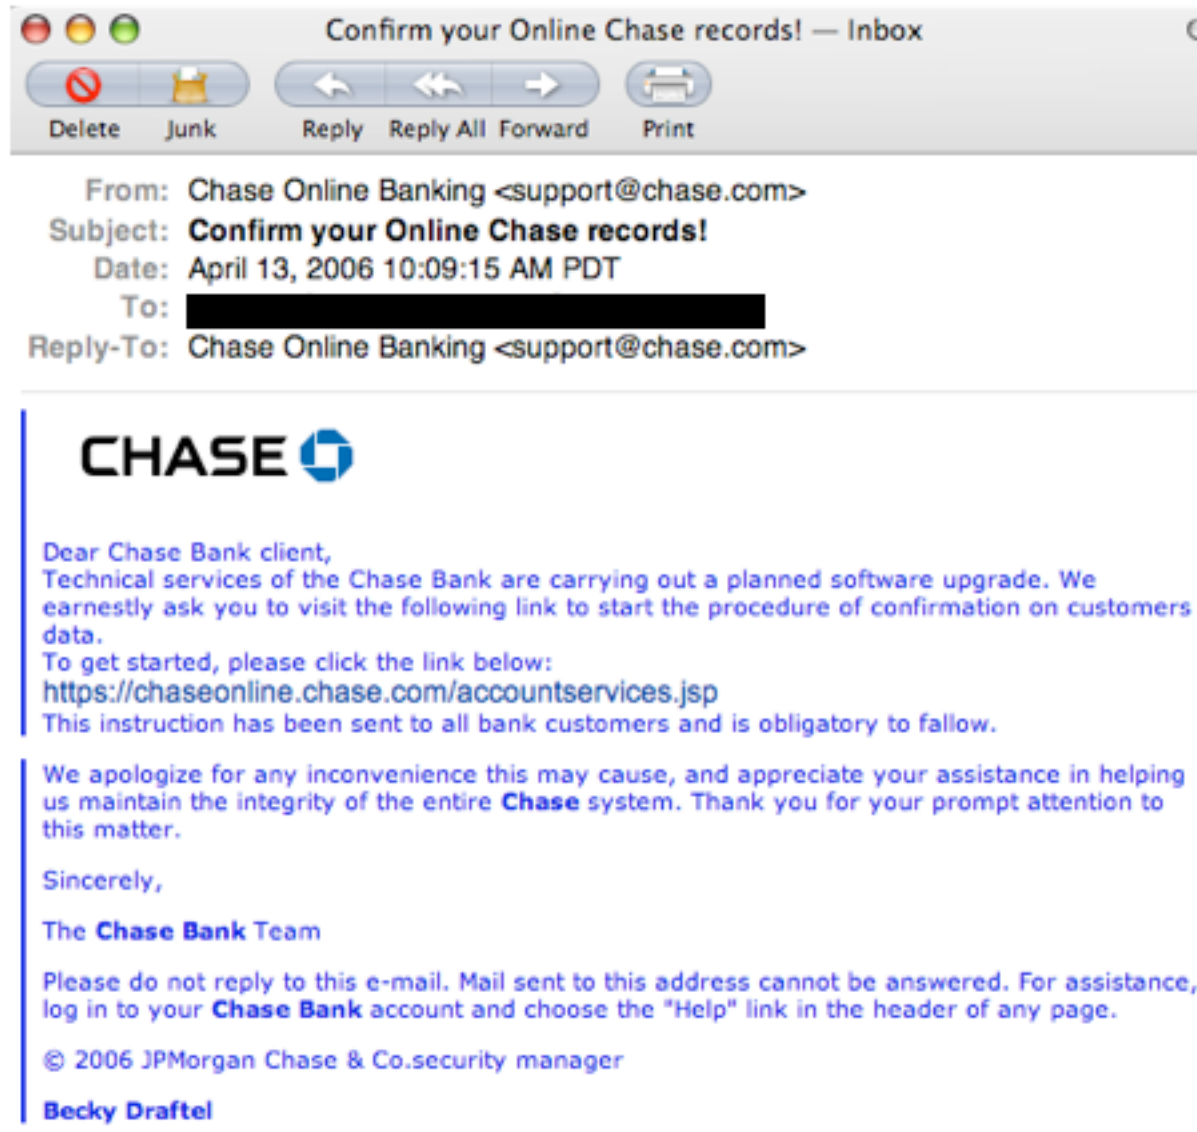 Confirm your Online Chase records! — Inbox
Delete Junk Reply Reply All Forward Print
From: Chase Online Banking <support@chase.com>
Subject: Confirm your Online Chase records!
Date: April 13, 2006 10:09:15 AM PDT
To:
Reply-To: Chase Online Banking <support@chase.com>
CHASE
Dear Chase Bank client,
Technical services of the Chase Bank are carrying out a planned software upgrade. We
earnestly ask you to visit the following link to start the procedure of confirmation on customers
data.
To get started, please click the link below:
https://chaseonline.chase.com/accountservices.jsp
This instruction has been sent to all bank customers and is obligatory to fallow.
We apologize for any inconvenience this may cause, and appreciate your assistance in helping
us maintain the integrity of the entire Chase system. Thank you for your prompt attention to
this matter.
Sincerely,
The Chase Bank Team
Please do not reply to this e-mail. Mail sent to this address cannot be answered. For assistance,
log in to your Chase Bank account and choose the "Help" link in the header of any page.
© 2006 JPMorgan Chase & Co.security manager
Becky Draftel